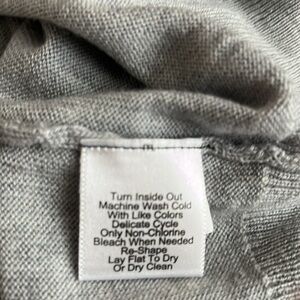 Turn Inside Out
Machine Wash Cold
With Like Colors
Delicate Cycle
Only Non-Chlorine
Bleach When Needed
Re-Shape
Lay Flat To Dry
Or Dry Clean